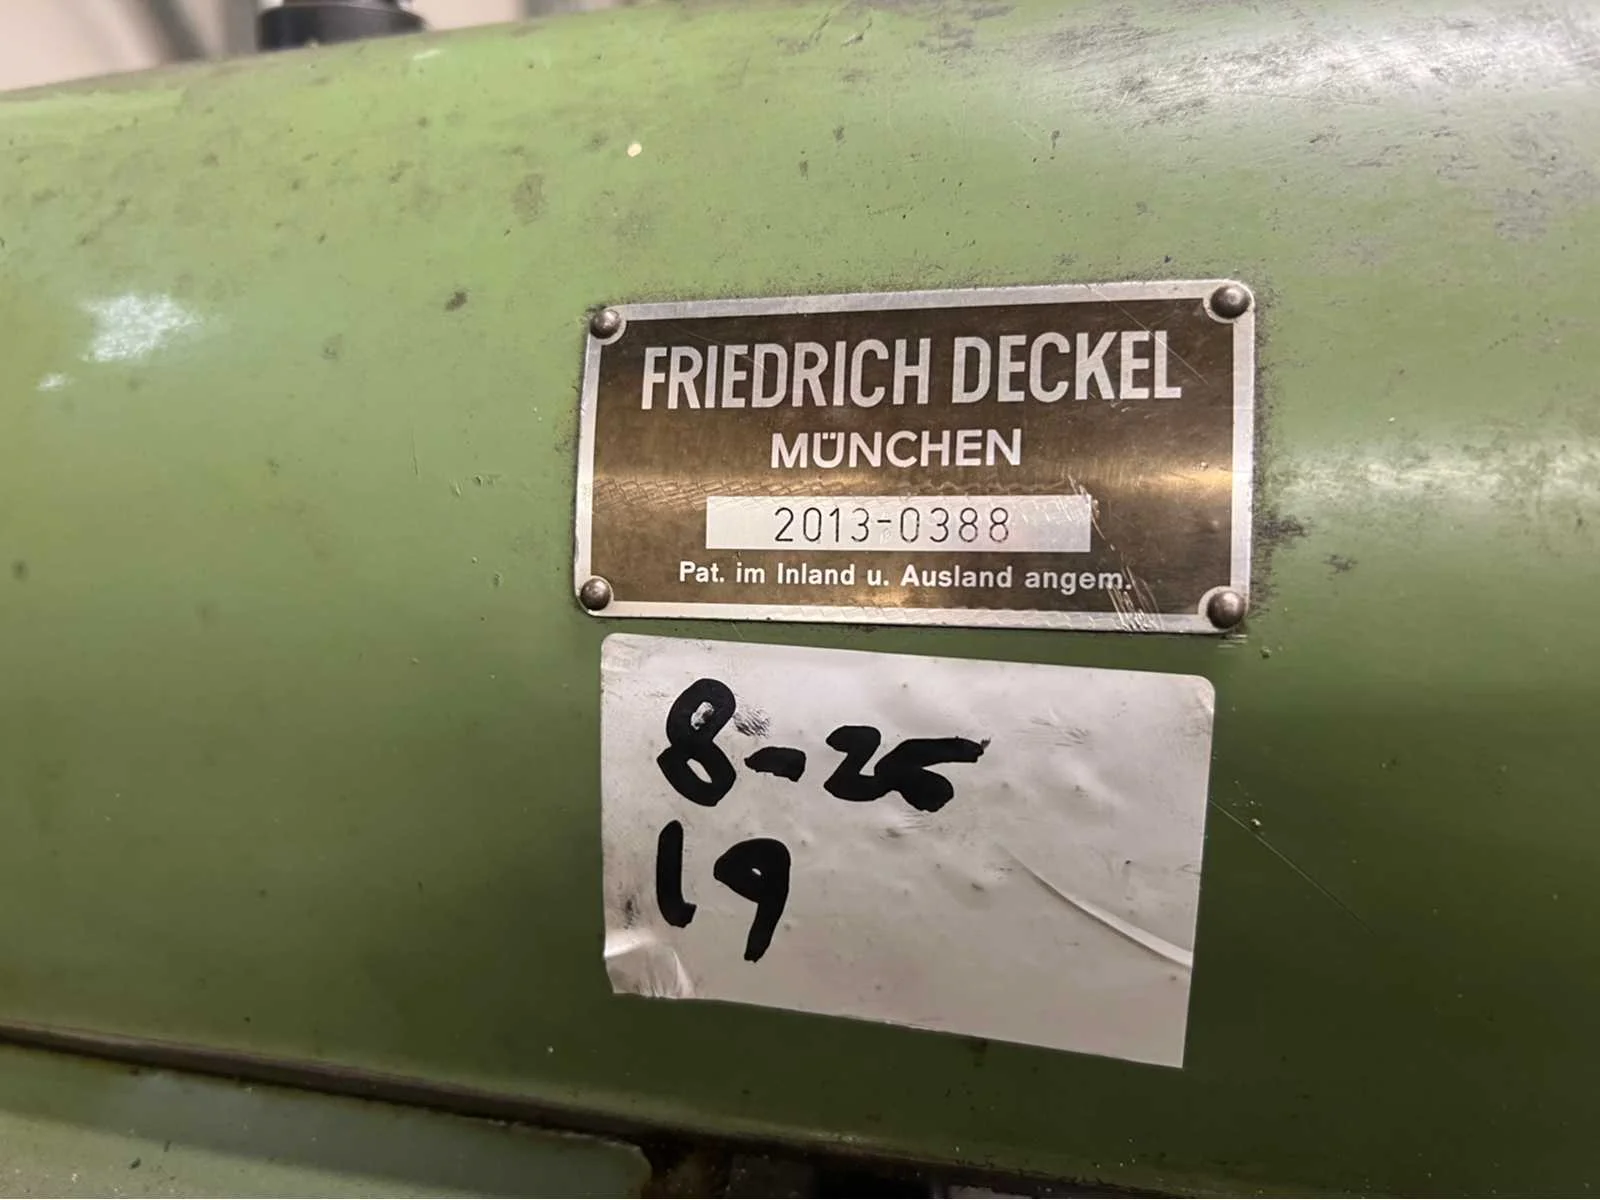 FRIEDRICH DECKEL
MÜNCHEN
2013-0388
Pat. im Inland u. Ausland angem.
8-25
19